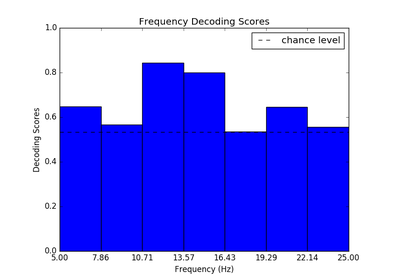 Frequency Decoding Scores
chance level
1.0
0.8
0.6
0.4
0.2
0.0
Decoding Scores
5.00 7.86 10.71 13.57 16.43 19.29 22.14 25.00
Frequency (Hz)